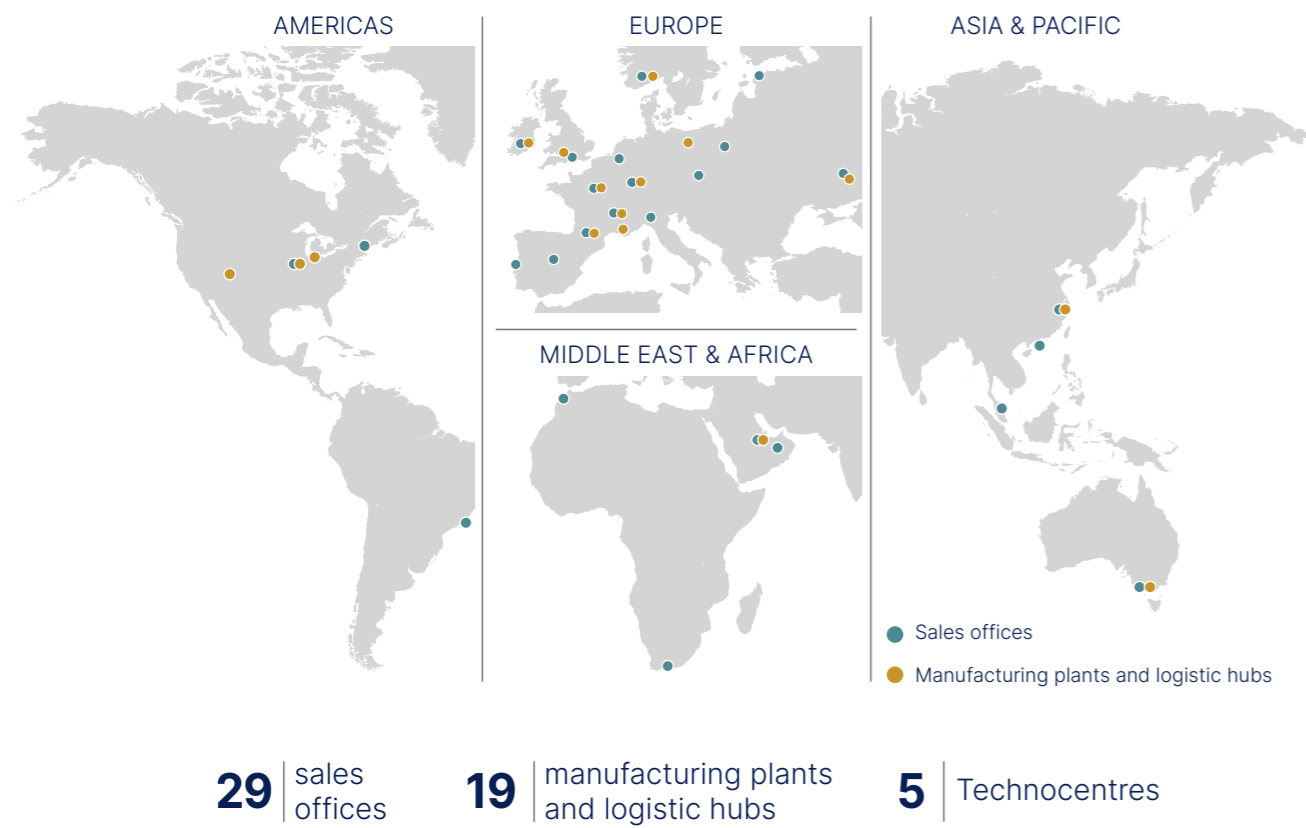 AMERICAS
EUROPE
ASIA & PACIFIC
MIDDLE EAST & AFRICA
Sales offices
Manufacturing plants and logistic hubs
29
sales
offices
19
manufacturing plants
and logistic hubs
5
Technocentres